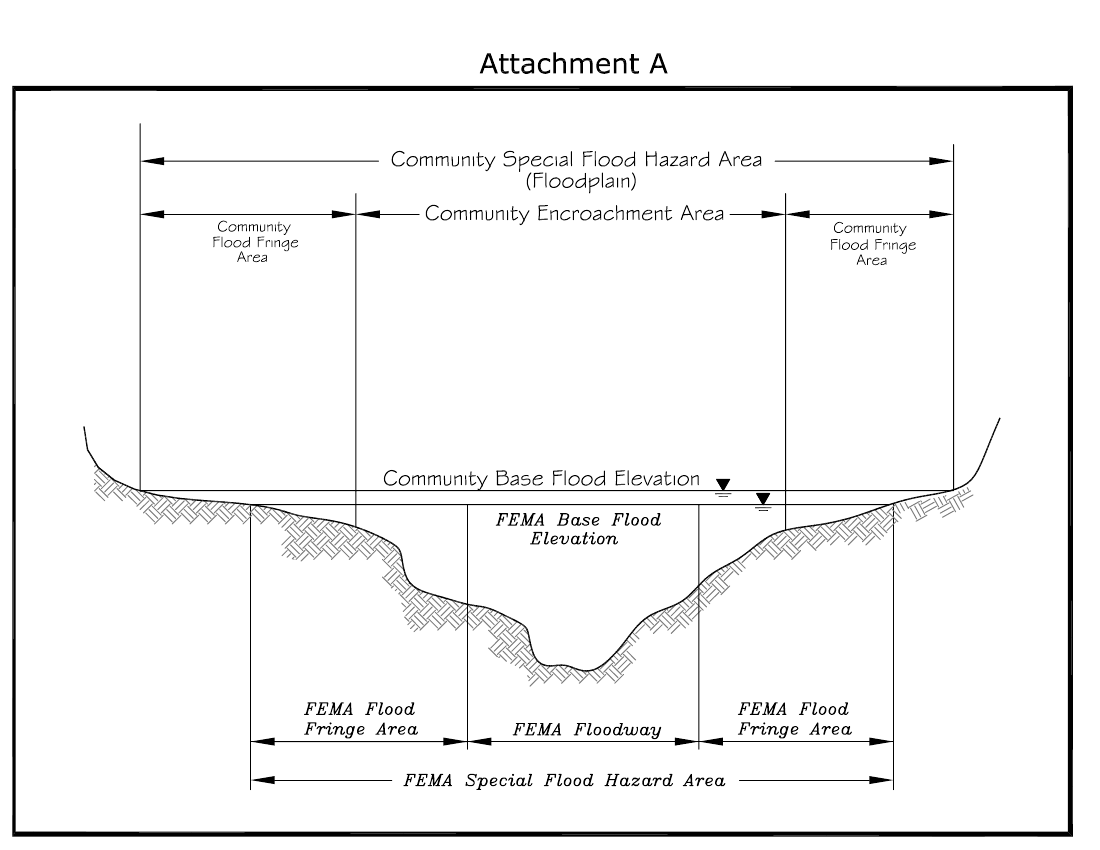 Attachment A
Community Special Flood Hazard Area
(Floodplain)
Community Encroachment Area
Community
Flood Fringe
Area
Community
Flood Fringe
Area
Community Base Flood Elevation
FEMA Base Flood
Elevation
FEMA Flood
Fringe Area
FEMA Floodway
FEMA Flood
Fringe Area
FEMA Special Flood Hazard Area